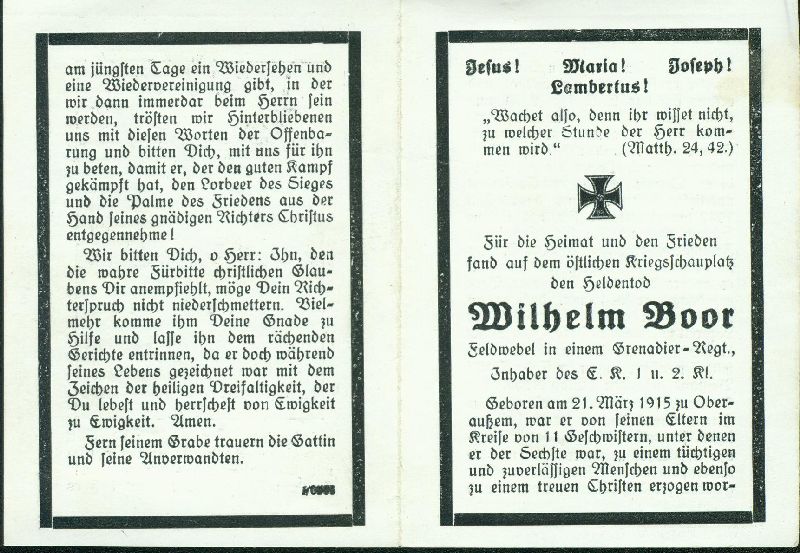 am jüngsten Tage ein Wiedersehen und
eine Wiedervereinigung gibt, in der
wir dann immerdar beim Herrn sein
werden, trösten wir Hinterbliebenen
uns mit diesen Worten der Offenba-
rung und bitten Dich, mit uns für ihn
zu beten, damit er, der den guten Kampf
gekämpft hat, den Lorbeer des Sieges
und die Palme des Friedens aus der
Hand seines gnädigen Richters Christus
entgegennehme!
Wir bitten Dich, o Herr: Ihn, den
die wahre Fürbitte christlichen Glau-
bens Dir anempfiehlt, möge Dein Rich-
terspruch nicht niederschmettern. Viel-
mehr komme ihm Deine Gnade zu
Hilfe und lasse ihn dem rächenden
Gerichte entrinnen, da er doch während
seines Lebens gezeichnet war mit dem
Zeichen der heiligen Dreifaltigkeit, der
Du lebest und herrschest von Ewigkeit
zu Ewigkeit. Amen.
Fern seinem Grabe trauern die Gattin
und seine Anverwandten.
Jesus! Maria! Joseph!
Lambertus!
„Wachet also, denn ihr wisset nicht,
zu welcher Stunde der Herr kom-
men wird.“ (Matth. 24, 42.)
Für die Heimat und den Frieden
fand auf dem östlichen Kriegsschauplatz
den Heldentod
Wilhelm Boor
Feldwebel in einem Grenadier-Regt.,
Inhaber des E. K. 1 u. 2. Kl.
Geboren am 21. März 1915 zu Ober-
außem, war er von seinen Eltern im
Kreise von 11 Geschwistern, unter denen
er der Sechste war, zu einem tüchtigen
und zuverlässigen Menschen und ebenso
zu einem treuen Christen erzogen wor-